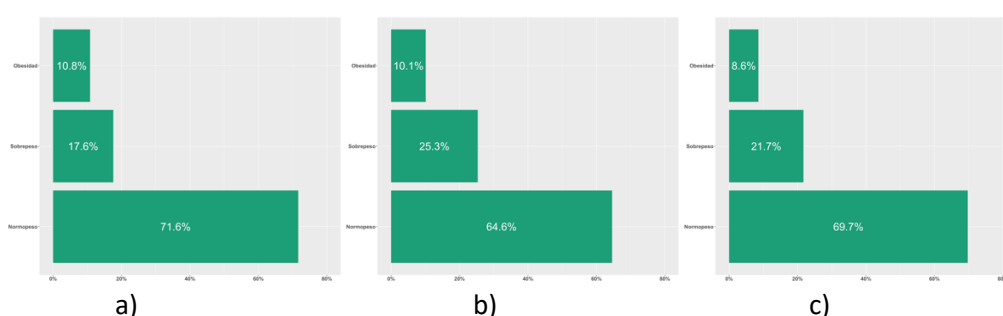 Obesidad 10.8%
Sobrepeso 17.6%
Normopeso 71.6%
0% 20% 40% 60% 80%
a)
Obesidad 10.1%
Sobrepeso 25.3%
Normopeso 64.6%
0% 20% 40% 60% 80%
b)
Obesidad 8.6%
Sobrepeso 21.7%
Normopeso 69.7%
0% 20% 40% 60% 80%
c)